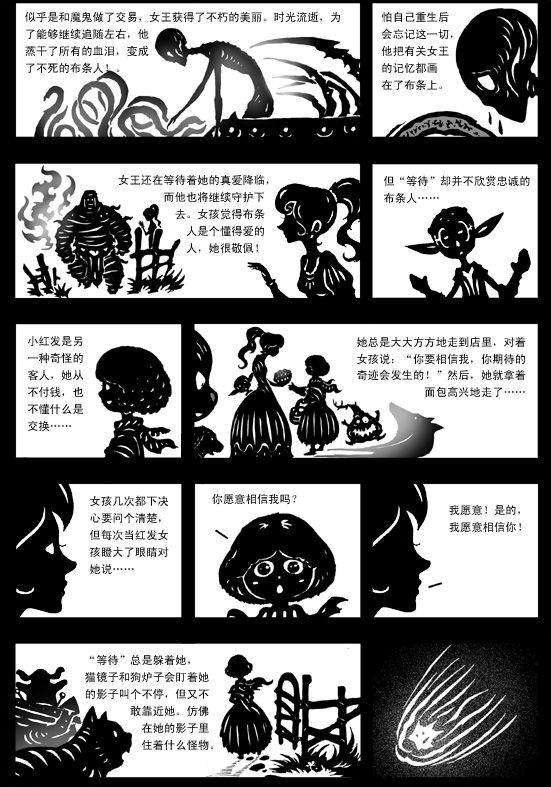 似乎是和魔鬼做了交易，女王获得了不朽的美丽。时光流逝，为
了能够继续追随左右，他
蒸干了所有的血泪，变成
了不死的布条人！。
怕自己重生后
会忘记这一切，
他把有关女王
的记忆都画
在了布条上。
女王还在等待着她的真爱降临，
而他也将继续守护下
去。女孩觉得布条
人是个懂得爱的
人，她很敬佩！
但“等待”却并不欣赏忠诚的
布条人……
小红发是另
一种奇怪的
客人，她从
不付钱，也
不懂什么是
交换……
她总是大大方方地走到店里，对着
女孩说：“你要相信我，你期待的
奇迹会发生的！”然后，她就拿着
面包高兴地走了……
女孩几次都下决
心要问个清楚，
但每次当红发女
孩瞪大了眼睛对
她说……
你愿意相信我吗？
我愿意！是的，
我愿意相信你！
“等待”总是躲着她，
猫镜子和狗炉子会盯着她
的影子叫个不停，但又不
敢靠近她。仿佛
在她的影子里
住着什么怪物。